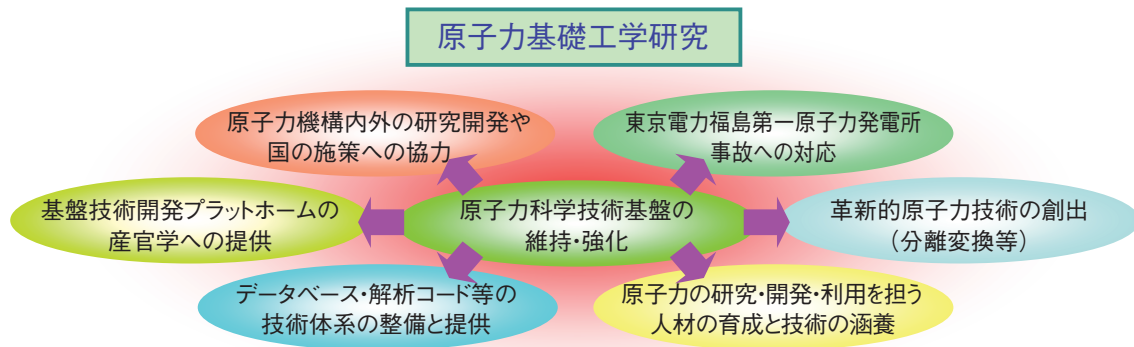 原子力基礎工学研究
原子力機構内外の研究開発や
国の施策への協力
東京電力福島第一原子力発電所
事故への対応
基盤技術開発プラットホームの
産官学への提供
原子力科学技術基盤の
維持・強化
革新的原子力技術の創出
（分離変換等）
データベース・解析コード等の
技術体系の整備と提供
原子力の研究・開発・利用を担う
人材の育成と技術の涵養